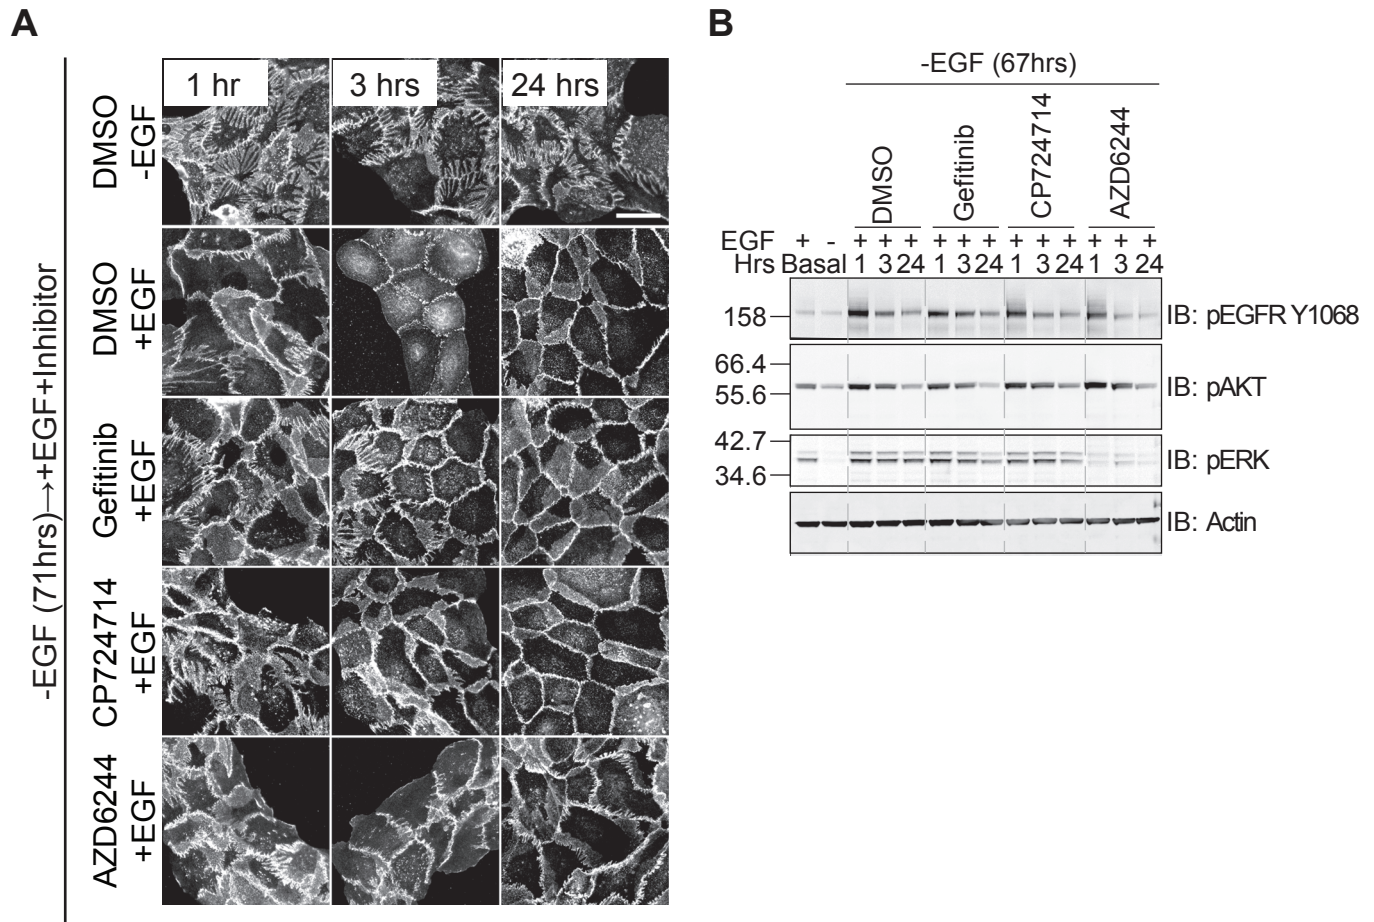 A
1 hr
3 hrs
24 hrs
-EGF (71hrs)→+EGF+Inhibitor
DMSO
-EGF
DMSO
+EGF
Gefitinib
+EGF
CP724714
+EGF
AZD6244
+EGF
B
-EGF (67hrs)
DMSO
Gefitinib
CP724714
AZD6244
EGF + - + + + + + + + + + + + +
Hrs Basal 1 3 24 1 3 24 1 3 24 1 3 24
158
IB: pEGFR Y1068
66.4
55.6
IB: pAKT
42.7
34.6
IB: pERK
IB: Actin